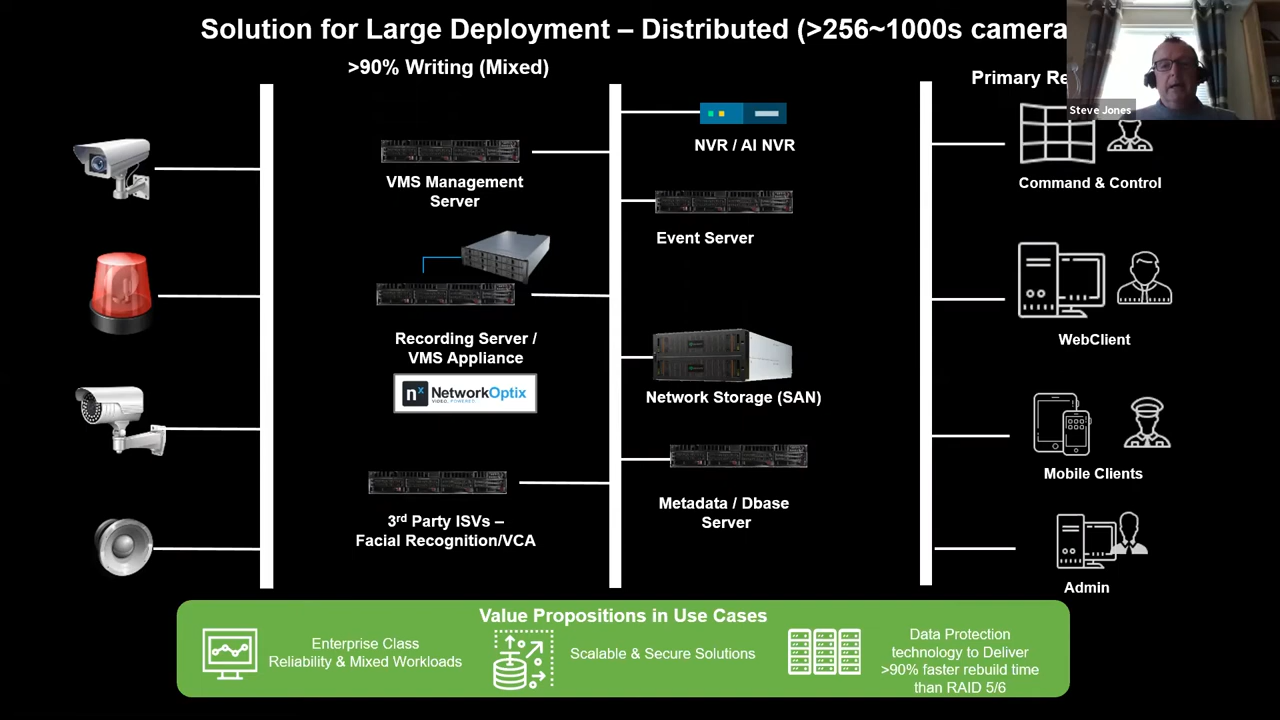 Solution for Large Deployment – Distributed (>256~1000s camera
>90% Writing (Mixed)
Primary Re
Steve Jones
NVR / AI NVR
VMS Management
Server
Command & Control
Event Server
Recording Server /
VMS Appliance
WebClient
nx NetworkOptix
VIDEO. POWERED.
Network Storage (SAN)
Mobile Clients
Metadata / Dbase
Server
3rd Party ISVs –
Facial Recognition/VCA
Admin
Value Propositions in Use Cases
Enterprise Class
Reliability & Mixed Workloads
Scalable & Secure Solutions
Data Protection
technology to Deliver
>90% faster rebuild time
than RAID 5/6